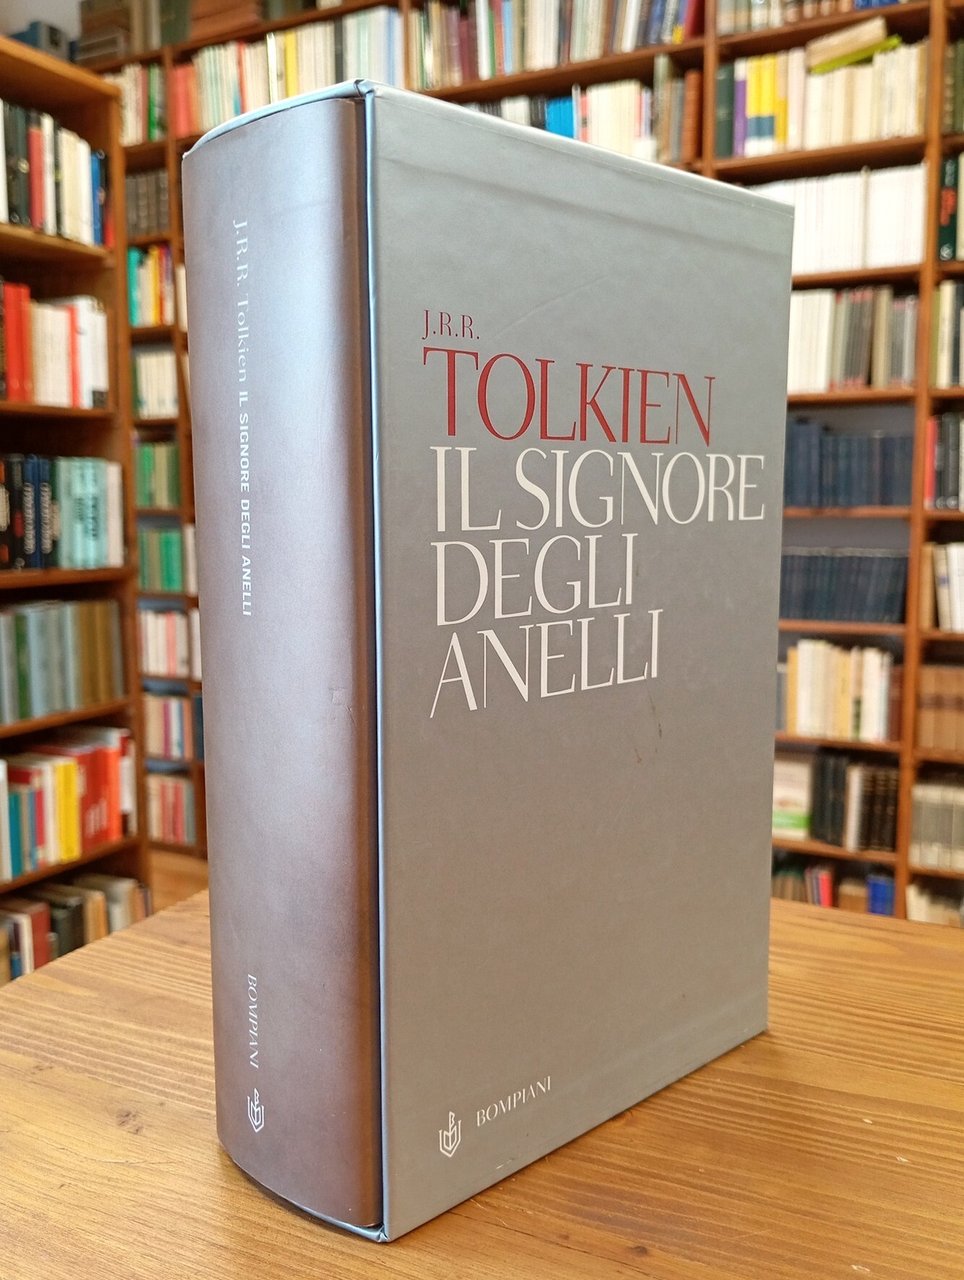 J.R.R. Tolkien IL SIGNORE DEGLI ANELLI
BOMPIANI
J.R.R.
TOLKIEN
IL SIGNORE
DEGLI
ANELLI
BOMPIANI